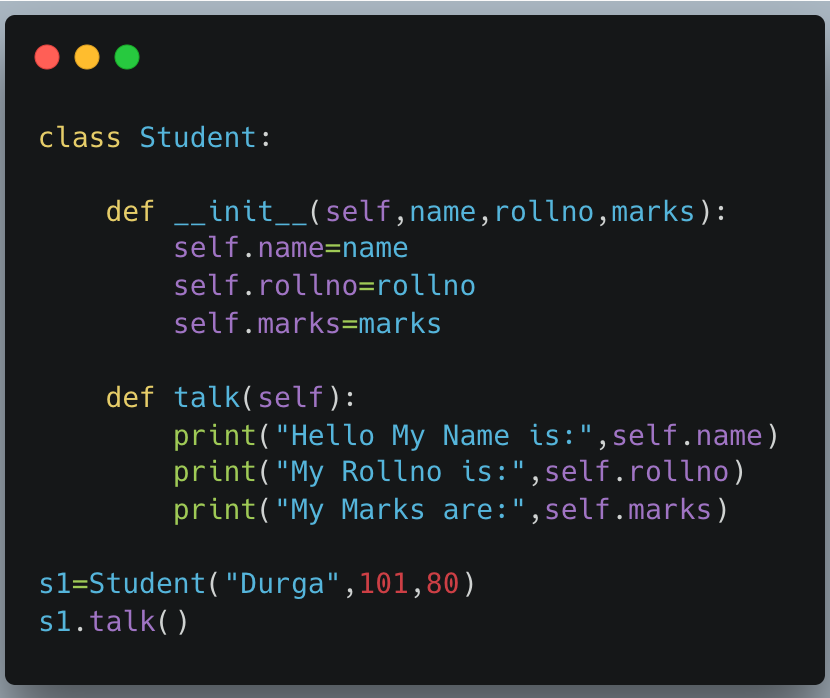 class Student:
    def __init__(self,name,rollno,marks):
        self.name=name
        self.rollno=rollno
        self.marks=marks
    def talk(self):
        print("Hello My Name is:",self.name)
        print("My Rollno is:",self.rollno)
        print("My Marks are:",self.marks)
s1=Student("Durga",101,80)
s1.talk()